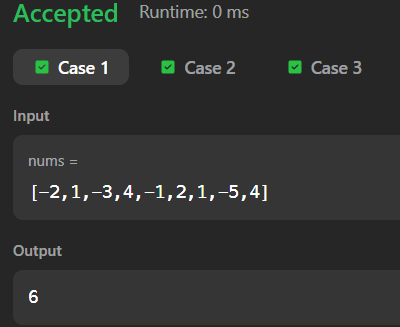 Accepted Runtime: 0 ms
Case 1 Case 2 Case 3
Input
nums =
[-2,1,-3,4,-1,2,1,-5,4]
Output
6